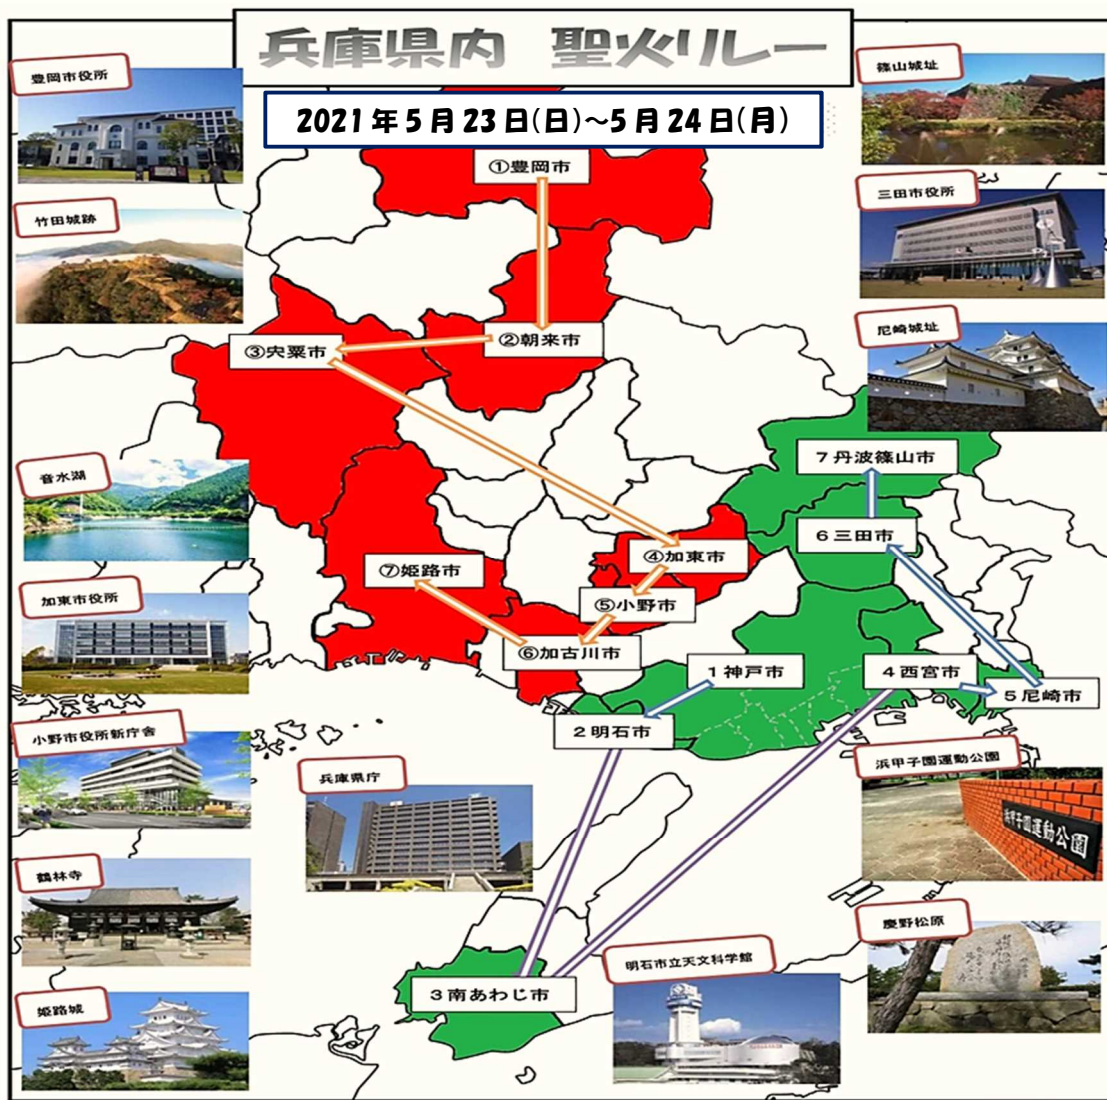 兵庫県内 聖火リレー
2021年5月23日(日)~5月24日(月)
豊岡市役所
竹田城跡
音水湖
加東市役所
小野市役所新庁舎
鶴林寺
姫路城
①豊岡市
②朝来市
③宍粟市
④加東市
⑤小野市
⑥加古川市
⑦姫路市
1神戸市
2明石市
3南あわじ市
4西宮市
5尼崎市
6三田市
7丹波篠山市
兵庫県庁
明石市立天文科学館
篠山城址
三田市役所
尼崎城址
浜甲子園運動公園
浜甲子園運動公園
慶野松原